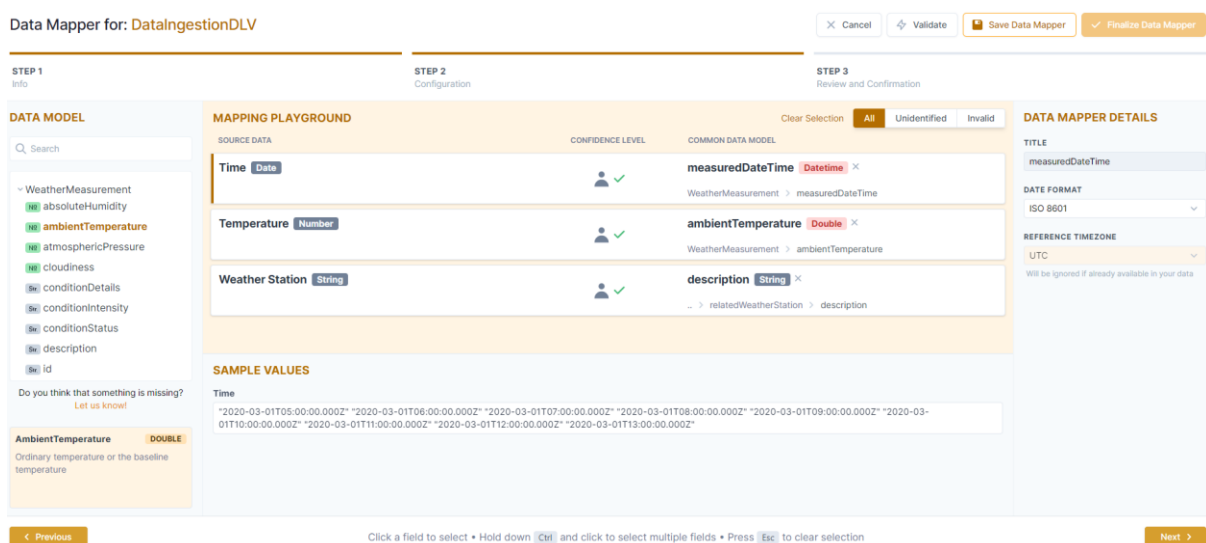 Data Mapper for: DataIngestionDLV
Cancel
Validate
Save Data Mapper
Finalize Data Mapper
STEP 1
Info
STEP 2
Configuration
STEP 3
Review and Confirmation
DATA MODEL
Search
WeatherMeasurement
Nº absoluteHumidity
Nº ambientTemperature
Nº atmosphericPressure
Nº cloudiness
Str conditionDetails
Str conditionIntensity
Str conditionStatus
Str description
Str id
Do you think that something is missing?
Let us know!
AmbientTemperature DOUBLE
Ordinary temperature or the baseline
temperature
MAPPING PLAYGROUND
Clear Selection All Unidentified Invalid
SOURCE DATA CONFIDENCE LEVEL COMMON DATA MODEL
Time Date measuredDateTime Datetime
WeatherMeasurement > measuredDateTime
Temperature Number ambientTemperature Double
WeatherMeasurement > ambientTemperature
Weather Station String description String
.. > relatedWeatherStation > description
SAMPLE VALUES
Time
"2020-03-01T05:00:00.000Z" "2020-03-01T06:00:00.000Z" "2020-03-01T07:00:00.000Z" "2020-03-01T08:00:00.000Z" "2020-03-01T09:00:00.000Z" "2020-03-
01T10:00:00.000Z" "2020-03-01T11:00:00.000Z" "2020-03-01T12:00:00.000Z" "2020-03-01T13:00:00.000Z"
DATA MAPPER DETAILS
TITLE
measuredDateTime
DATE FORMAT
ISO 8601
REFERENCE TIMEZONE
UTC
Will be ignored if already available in your data
< Previous
Click a field to select • Hold down Ctrl and click to select multiple fields • Press Esc to clear selection
Next >